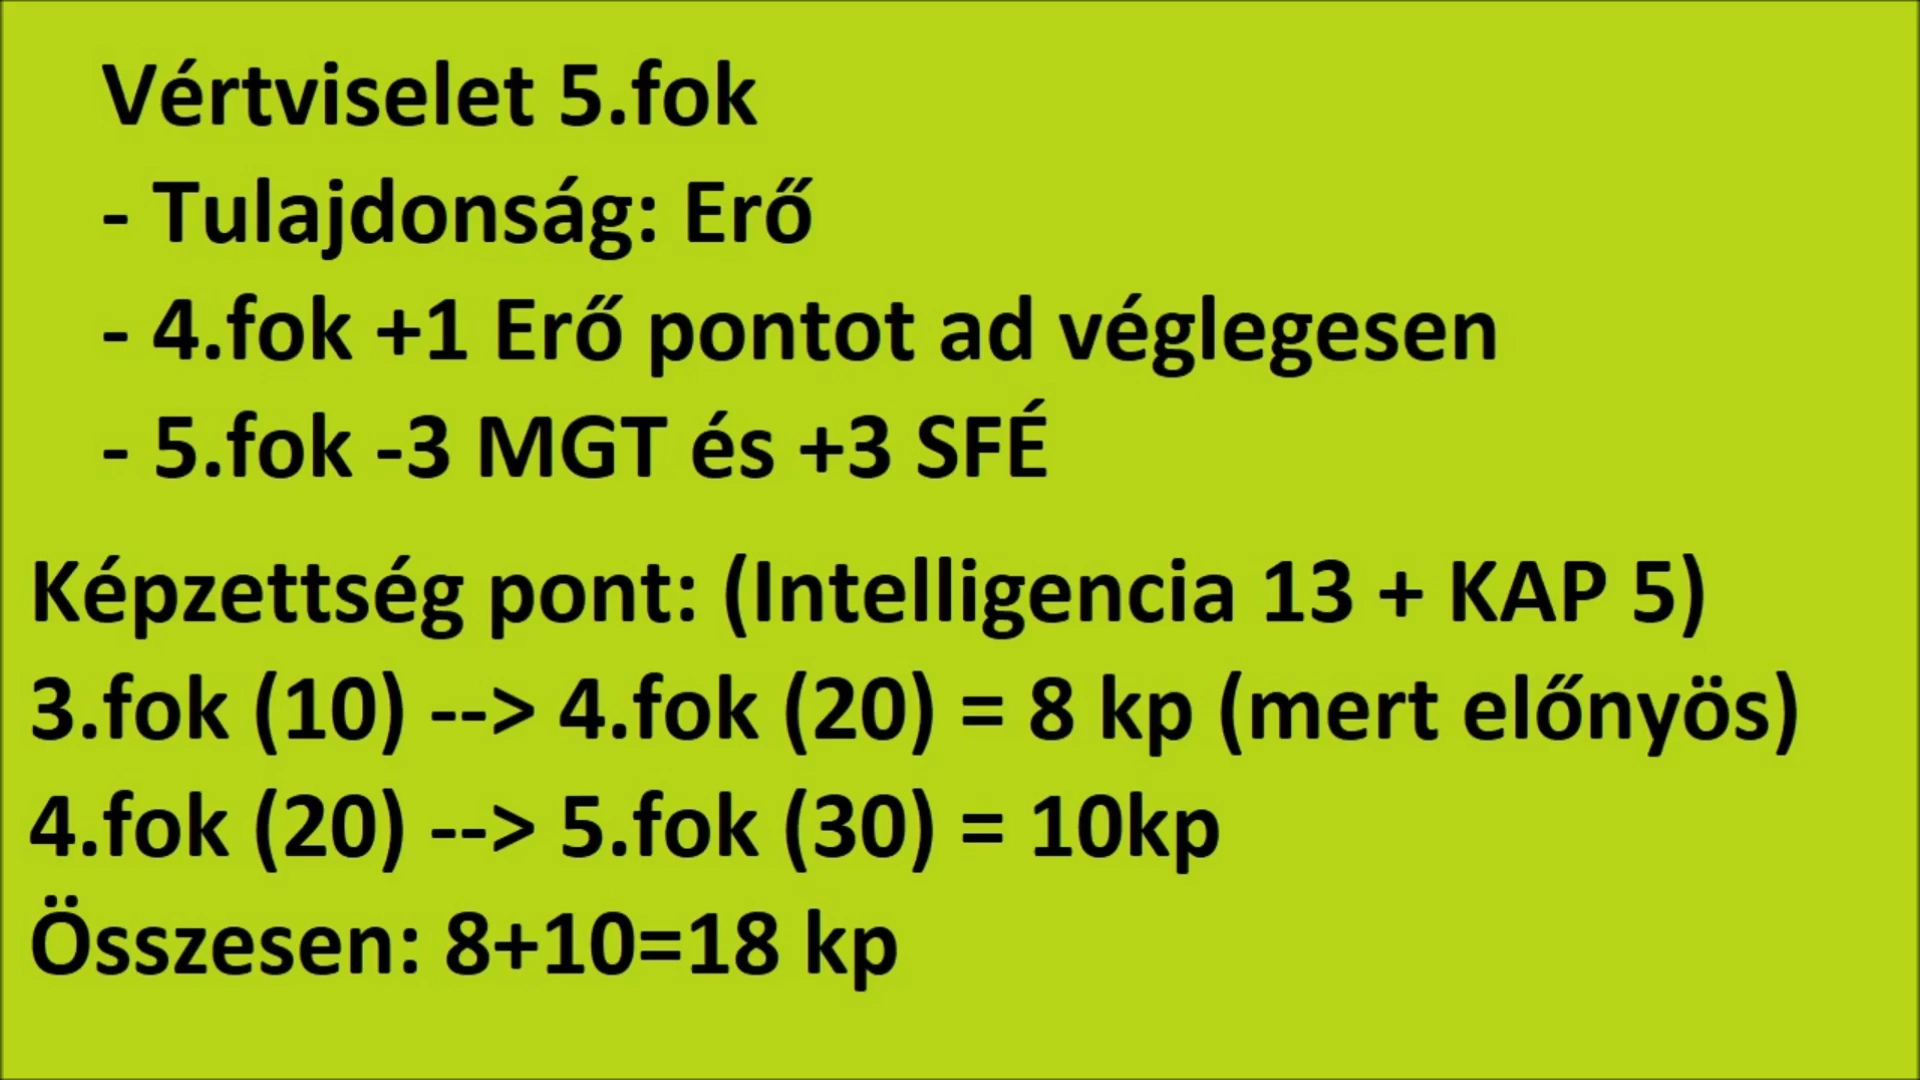 Vértviselet 5.fok
- Tulajdonság: Erő
- 4.fok +1 Erő pontot ad véglegesen
- 5.fok -3 MGT és +3 SFÉ
Képzettség pont: (Intelligencia 13 + KAP 5)
3.fok (10) --> 4.fok (20) = 8 kp (mert előnyös)
4.fok (20) --> 5.fok (30) = 10kp
Összesen: 8+10=18 kp